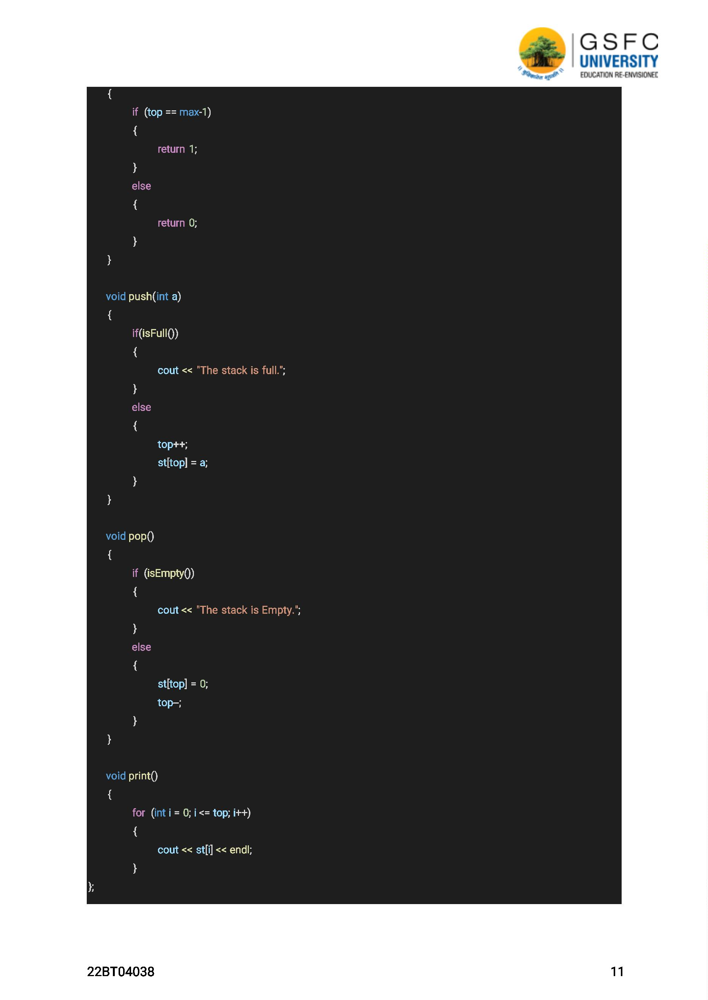 GSFC
UNIVERSITY
EDUCATION RE-ENVISIONED
{
if (top == max-1)
{
return 1;
}
else
{
return 0;
}
}
void push(int a)
{
if(isFull())
{
cout << "The stack is full.";
}
else
{
top++;
st[top] = a;
}
}
void pop()
{
if (isEmpty())
{
cout << "The stack is Empty.";
}
else
{
st[top] = 0;
top--;
}
}
void print()
{
for (int i = 0; i <= top; i++)
{
cout << st[i] << endl;
}
};
22BT04038 11